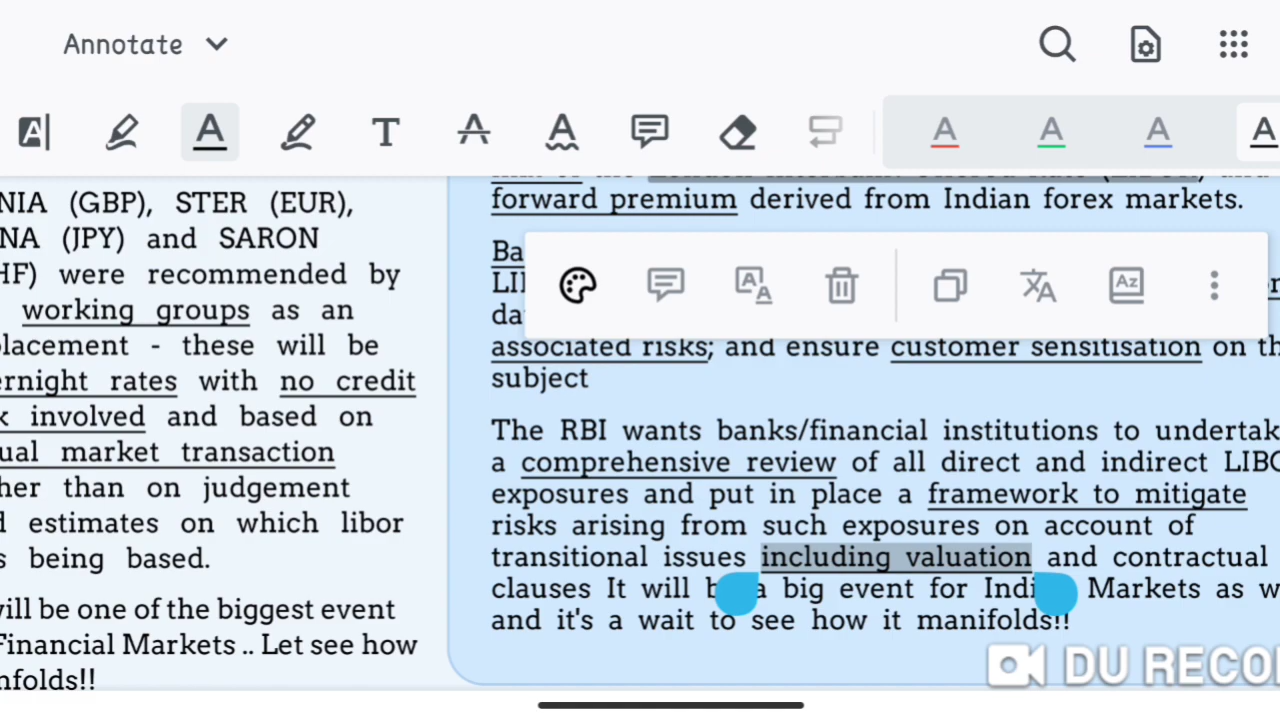 Annotate
NIA (GBP), STER (EUR),
NA (JPY) and SARON
HF) were recommended by
working groups as an
lacement - these will be
rnight rates with no credit
k involved and based on
ual market transaction
her than on judgement
d estimates on which libor
s being based.
will be one of the biggest event
Financial Markets .. Let see how
nfolds!!
forward premium derived from Indian forex markets.
Ba
LI
da
associated risks; and ensure customer sensitisation on th
subject
The RBI wants banks/financial institutions to undertak
a comprehensive review of all direct and indirect LIBO
exposures and put in place a framework to mitigate
risks arising from such exposures on account of
transitional issues including valuation and contractual
clauses It will b a big event for Indi Markets as w
and it's a wait to see how it manifolds!!
DU RECO